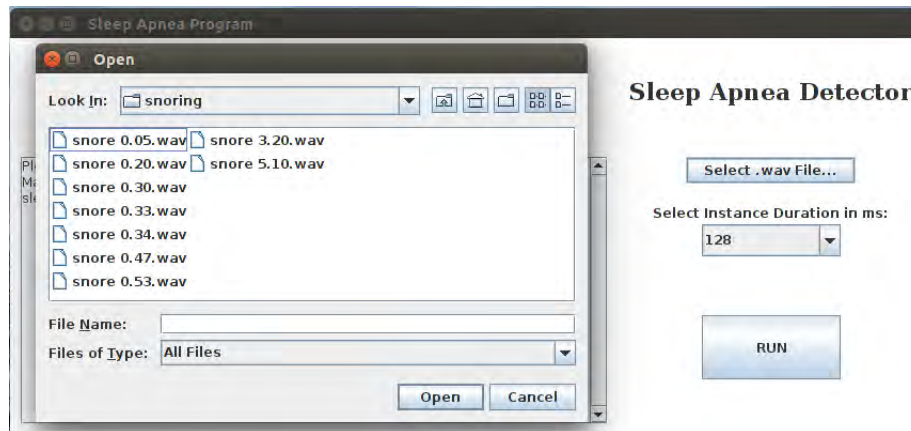 Sleep Apnea Program
Open
Look In: snoring
snore 0.05.wav snore 3.20.wav
snore 0.20.wav snore 5.10.wav
snore 0.30.wav
snore 0.33.wav
snore 0.34.wav
snore 0.47.wav
snore 0.53.wav
File Name:
Files of Type: All Files
Open Cancel
Ple
Ma
sle
Sleep Apnea Detector
Select .wav File...
Select Instance Duration in ms:
128
RUN